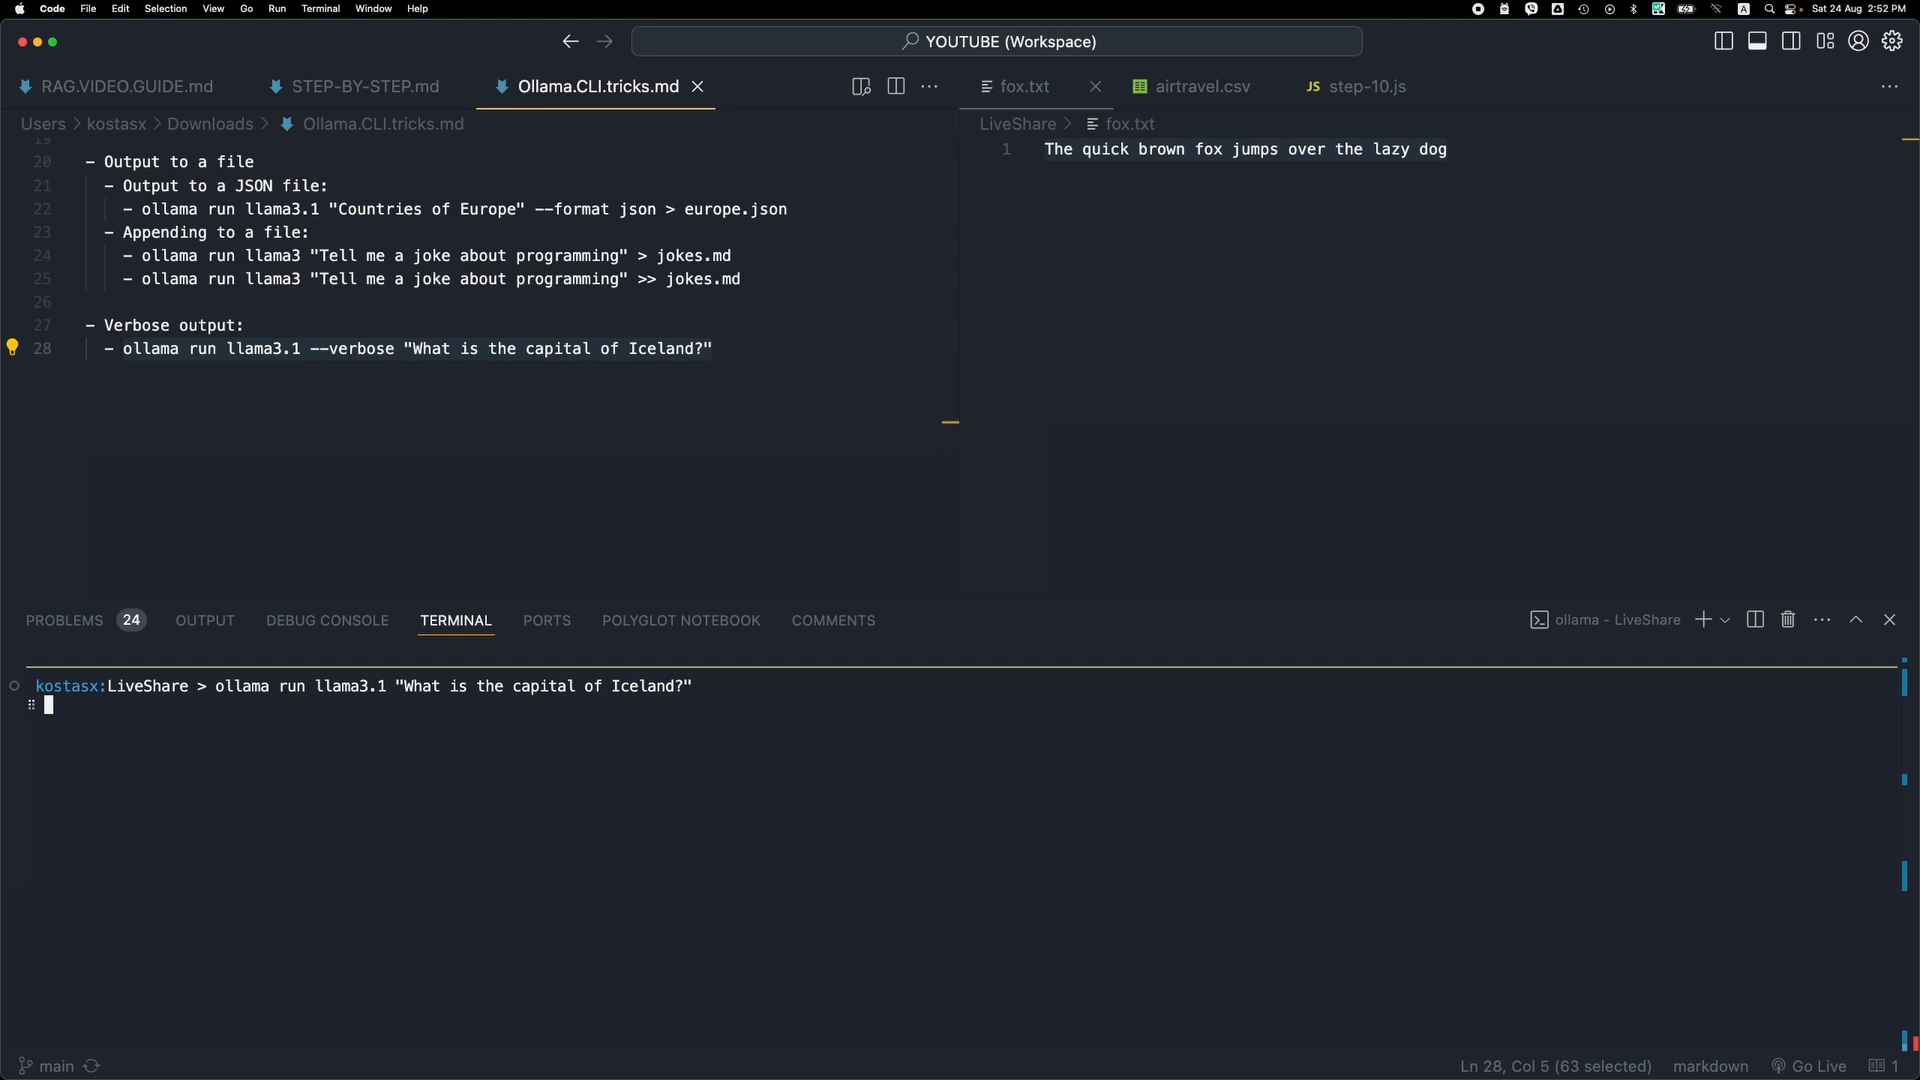 Code File Edit Selection View Go Run Terminal Window Help
Sat 24 Aug 2:52 PM
YOUTUBE (Workspace)
RAG.VIDEO.GUIDE.md STEP-BY-STEP.md Ollama.CLI.tricks.md
fox.txt airtravel.csv JS step-10.js
Users > kostasx > Downloads > Ollama.CLI.tricks.md
LiveShare > fox.txt
19
20 - Output to a file
21 - Output to a JSON file:
22 - ollama run llama3.1 "Countries of Europe" --format json > europe.json
23 - Appending to a file:
24 - ollama run llama3 "Tell me a joke about programming" > jokes.md
25 - ollama run llama3 "Tell me a joke about programming" >> jokes.md
26
27 - Verbose output:
28 - ollama run llama3.1 --verbose "What is the capital of Iceland?"
1 The quick brown fox jumps over the lazy dog
PROBLEMS 24 OUTPUT DEBUG CONSOLE TERMINAL PORTS POLYGLOT NOTEBOOK COMMENTS
ollama - LiveShare
kostasx:LiveShare > ollama run llama3.1 "What is the capital of Iceland?"
main
Ln 28, Col 5 (63 selected) markdown Go Live 1